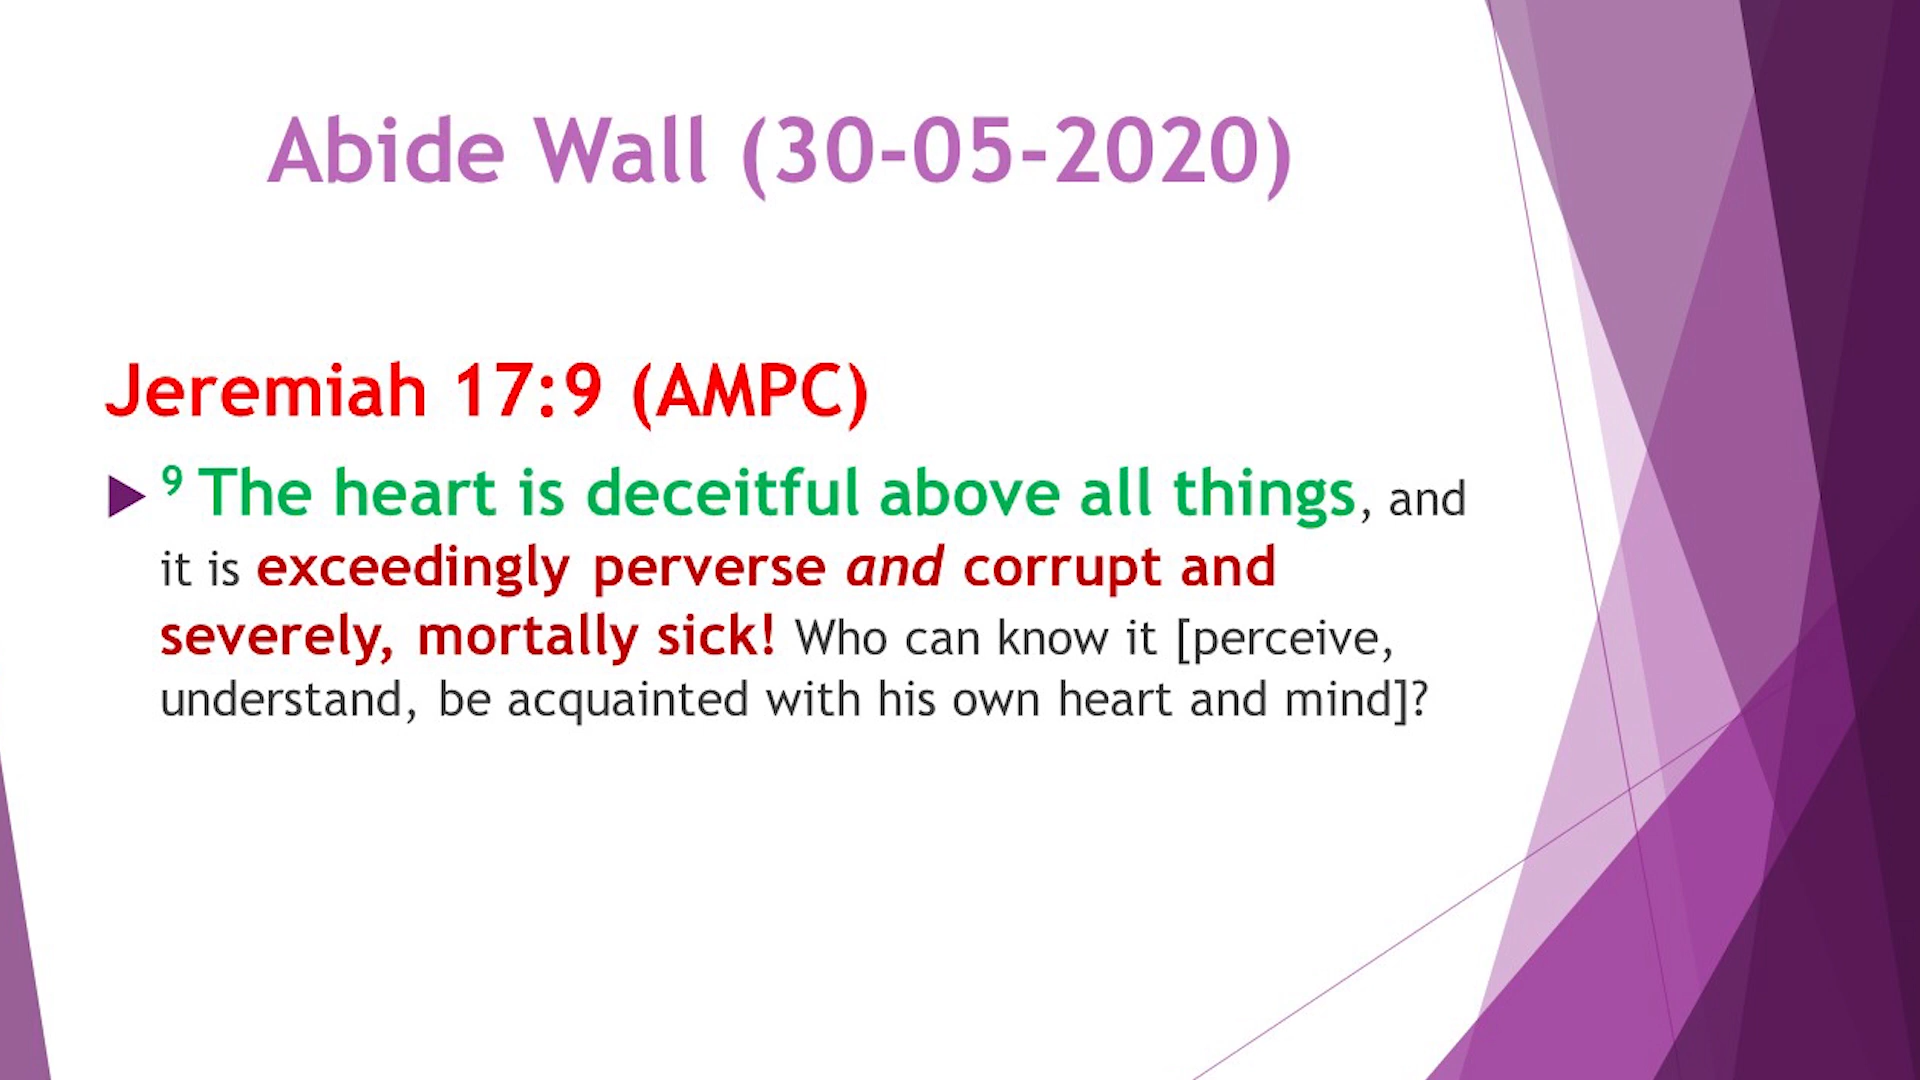 Abide Wall (30-05-2020)
Jeremiah 17:9 (AMPC)
9 The heart is deceitful above all things, and
it is exceedingly perverse and corrupt and
severely, mortally sick! Who can know it [perceive,
understand, be acquainted with his own heart and mind]?